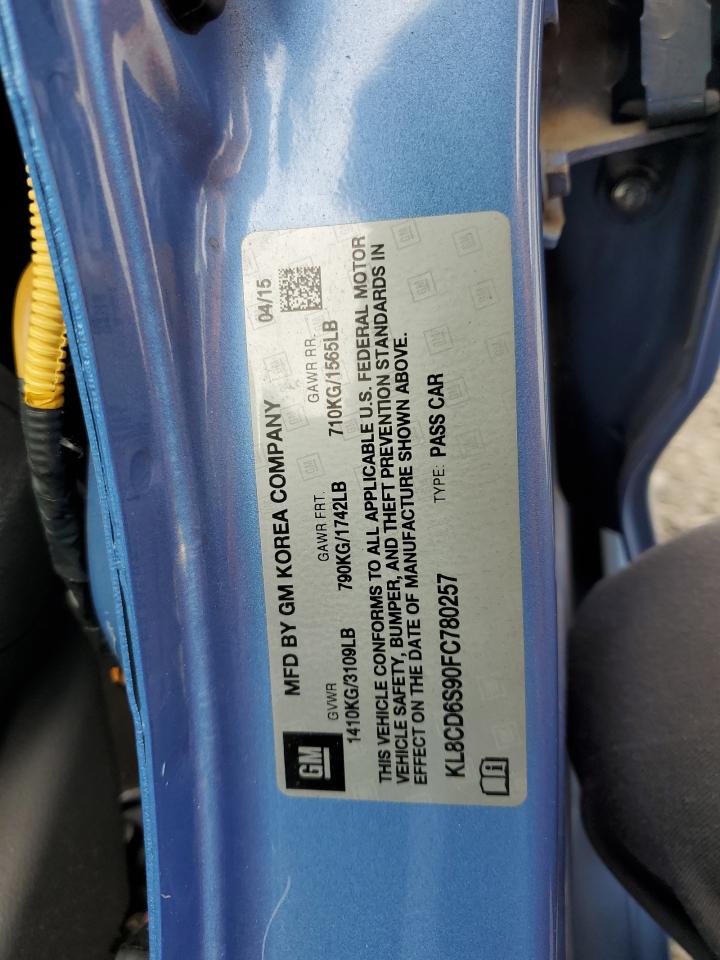 MFD BY GM KOREA COMPANY 04/15
GVWR GAWR FRT. GAWR RR.
1410KG/3109LB 790KG/1742LB 710KG/1565LB
THIS VEHICLE CONFORMS TO ALL APPLICABLE U.S. FEDERAL MOTOR
VEHICLE SAFETY, BUMPER, AND THEFT PREVENTION STANDARDS IN
EFFECT ON THE DATE OF MANUFACTURE SHOWN ABOVE.
KL8CD6S90FC780257 TYPE: PASS CAR
GM